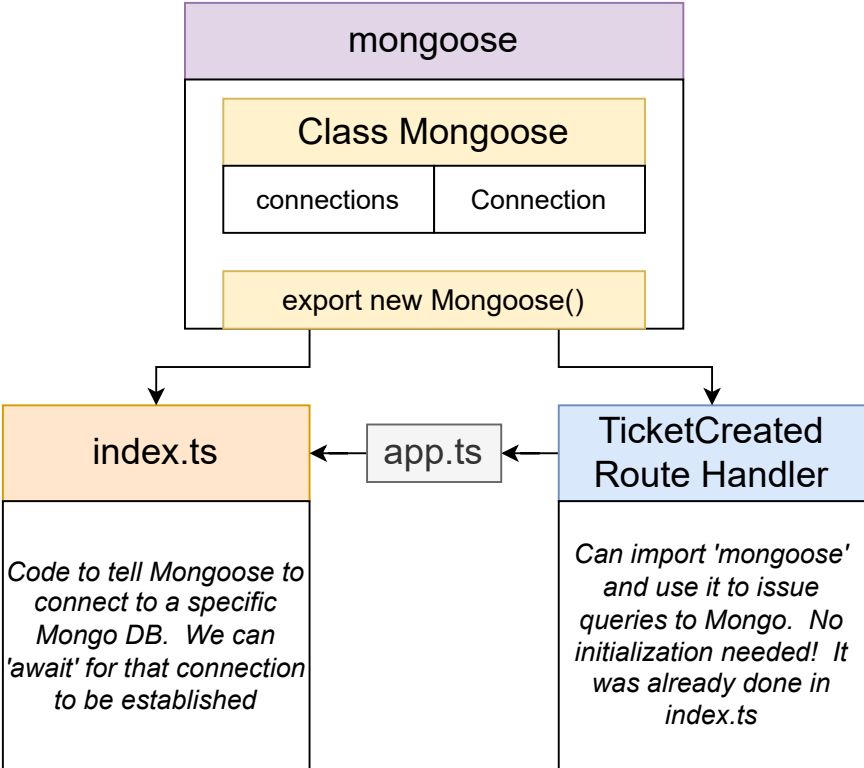 mongoose
Class Mongoose
connections
Connection
export new Mongoose()
index.ts
app.ts
TicketCreated
Route Handler
Code to tell Mongoose to
connect to a specific
Mongo DB.  We can
'await' for that connection
to be established
Can import 'mongoose'
and use it to issue
queries to Mongo.  No
initialization needed!  It
was already done in
index.ts